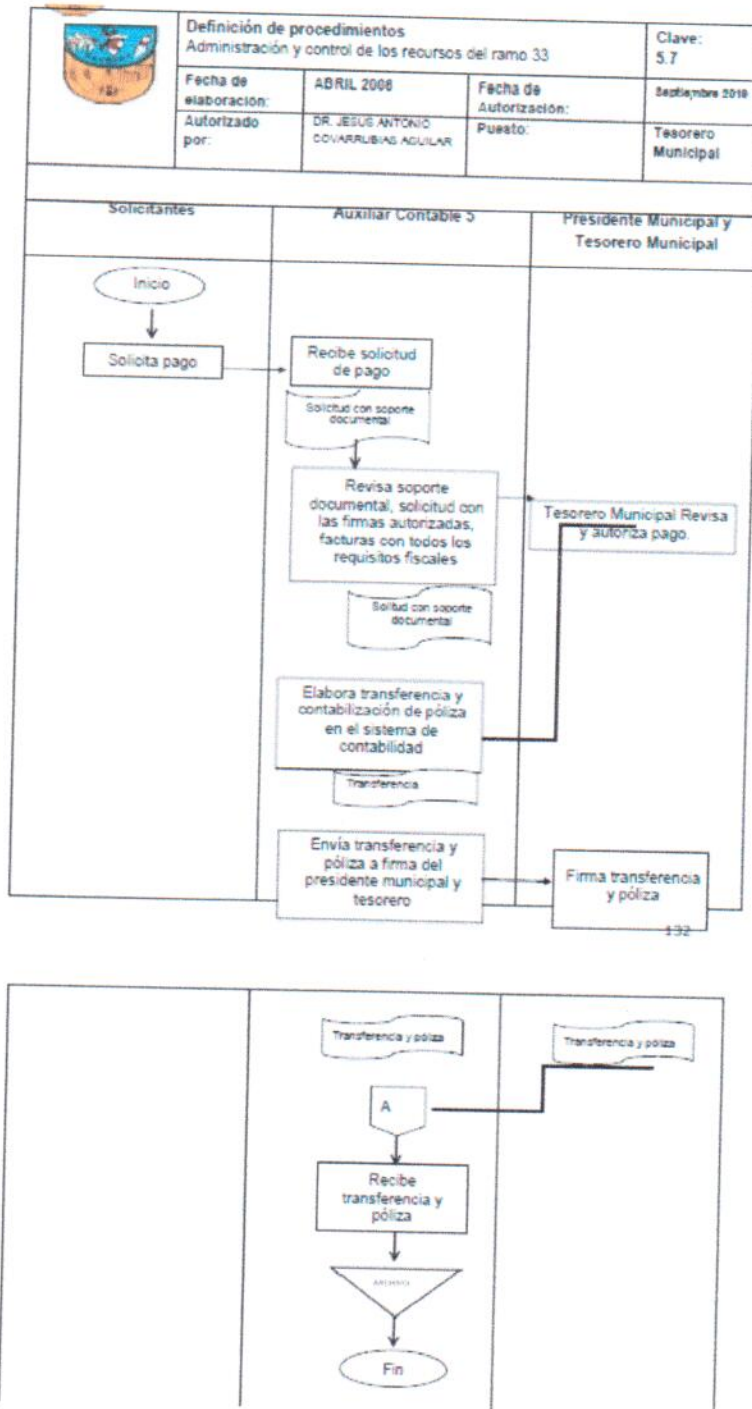 Definición de procedimientos
Administración y control de los recursos del ramo 33
Clave:
5.7
Fecha de
elaboración:
ABRIL 2006
Fecha de
Autorización:
Septiembre 2019
Autorizado
por:
DR. JESUS ANTONIO
COVARRUBIAS AGUILAR
Puesto:
Tesorero
Municipal
Solicitantes
Auxiliar Contable 5
Presidente Municipal y
Tesorero Municipal
Inicio
Solicita pago
Recibe solicitud
de pago
Solicitud con soporte
documental
Revisa soporte
documental, solicitud con
las firmas autorizadas,
facturas con todos los
requisitos fiscales
Tesorero Municipal Revisa
y autoriza pago.
Solitud con soporte
documental
Elabora transferencia y
contabilización de póliza
en el sistema de
contabilidad
Transferencia
Envía transferencia y
póliza a firma del
presidente municipal y
tesorero
Firma transferencia
y póliza
132
Transferencia y póliza
Transferencia y póliza
A
Recibe
transferencia y
póliza
Fin